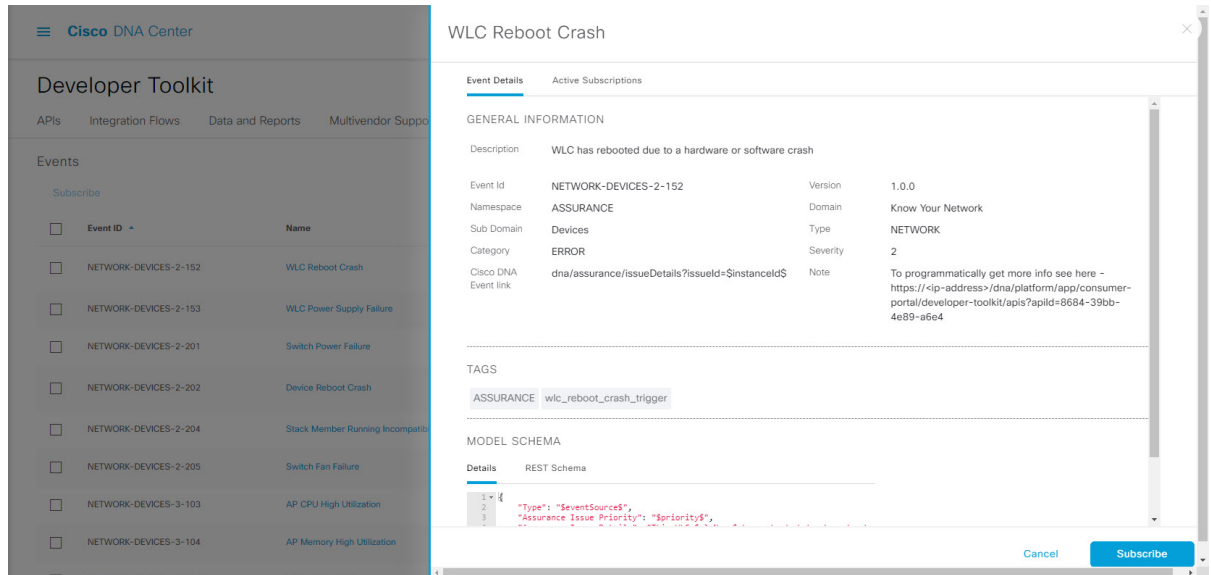 Cisco DNA Center
Developer Toolkit
APIs Integration Flows Data and Reports Multivendor Suppo
Events
Subscribe
Event ID Name
NETWORK-DEVICES-2-152 WLC Reboot Crash
NETWORK-DEVICES-2-153 WLC Power Supply Failure
NETWORK-DEVICES-2-201 Switch Power Failure
NETWORK-DEVICES-2-202 Device Reboot Crash
NETWORK-DEVICES-2-204 Stack Member Running Incompatib
NETWORK-DEVICES-2-205 Switch Fan Failure
NETWORK-DEVICES-3-103 AP CPU High Utilization
NETWORK-DEVICES-3-104 AP Memory High Utilization
WLC Reboot Crash
Event Details Active Subscriptions
GENERAL INFORMATION
Description WLC has rebooted due to a hardware or software crash
Event Id NETWORK-DEVICES-2-152 Version 1.0.0
Namespace ASSURANCE Domain Know Your Network
Sub Domain Devices Type NETWORK
Category ERROR Severity 2
Cisco DNA Event link dna/assurance/issueDetails?issueId=$instanceId$ Note To programmatically get more info see here -
https://<ip-address>/dna/platform/app/consumer-
portal/developer-toolkit/apis?apiId=8684-39bb-
4e89-a6e4
TAGS
ASSURANCE wlc_reboot_crash_trigger
MODEL SCHEMA
Details REST Schema
1 {
2 "Type": "$eventSource$",
3 "Assurance Issue Priority": "$priority$",
Cancel Subscribe